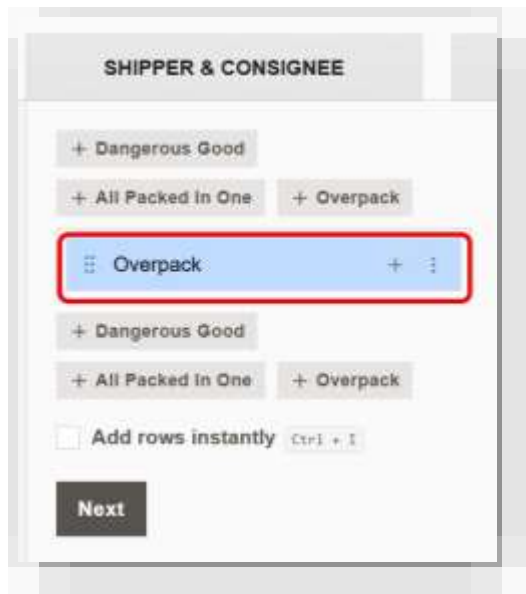 SHIPPER & CONSIGNEE
+ Dangerous Good
+ All Packed In One + Overpack
Overpack +
+ Dangerous Good
+ All Packed In One + Overpack
Add rows instantly Ctrl + I
Next